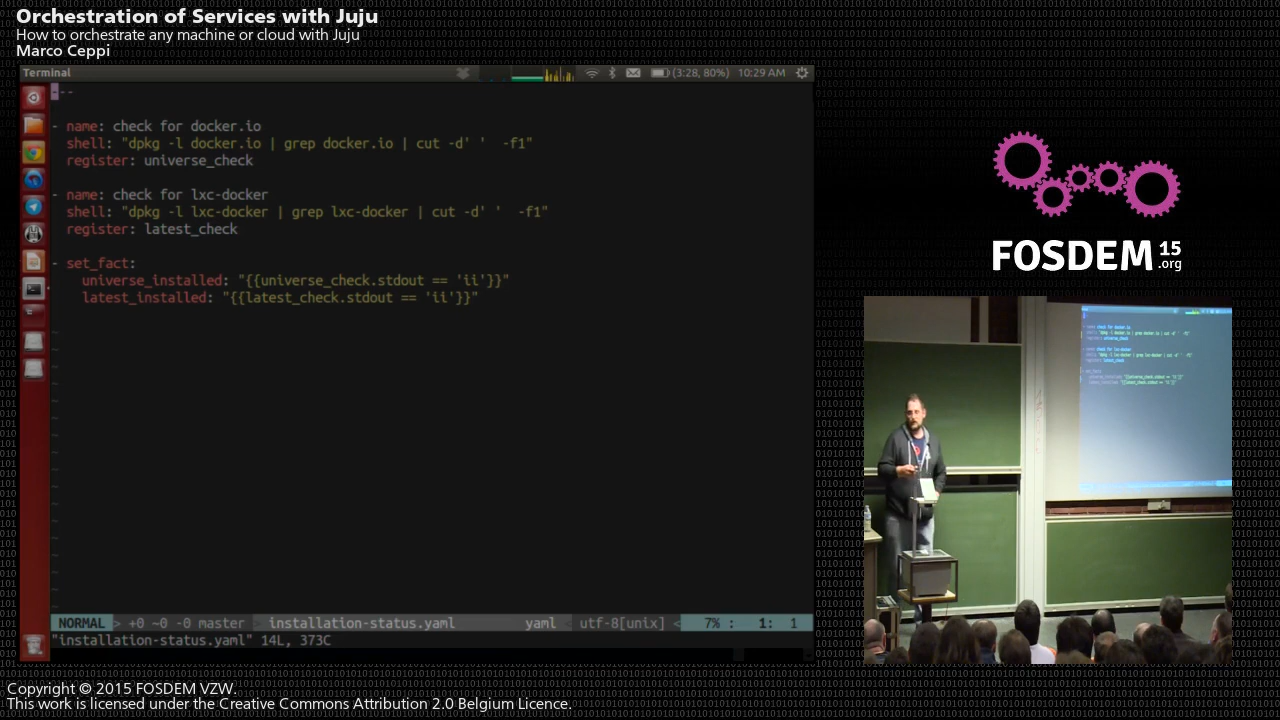 Orchestration of Services with Juju
How to orchestrate any machine or cloud with Juju
Marco Ceppi
Terminal (3:28, 80%) 10:29 AM
---
- name: check for docker.io
shell: "dpkg -l docker.io | grep docker.io | cut -d' '  -f1"
register: universe_check
- name: check for lxc-docker
shell: "dpkg -l lxc-docker | grep lxc-docker | cut -d' '  -f1"
register: latest_check
- set_fact:
universe_installed: "{{universe_check.stdout == 'ii'}}"
latest_installed: "{{latest_check.stdout == 'ii'}}"
NORMAL > +0 ~0 -0 master  installation-status.yaml yaml < utf-8[unix] < 7% :   1:  1
"installation-status.yaml" 14L, 373C
FOSDEM 15
.org
Copyright © 2015 FOSDEM VZW.
This work is licensed under the Creative Commons Attribution 2.0 Belgium Licence.